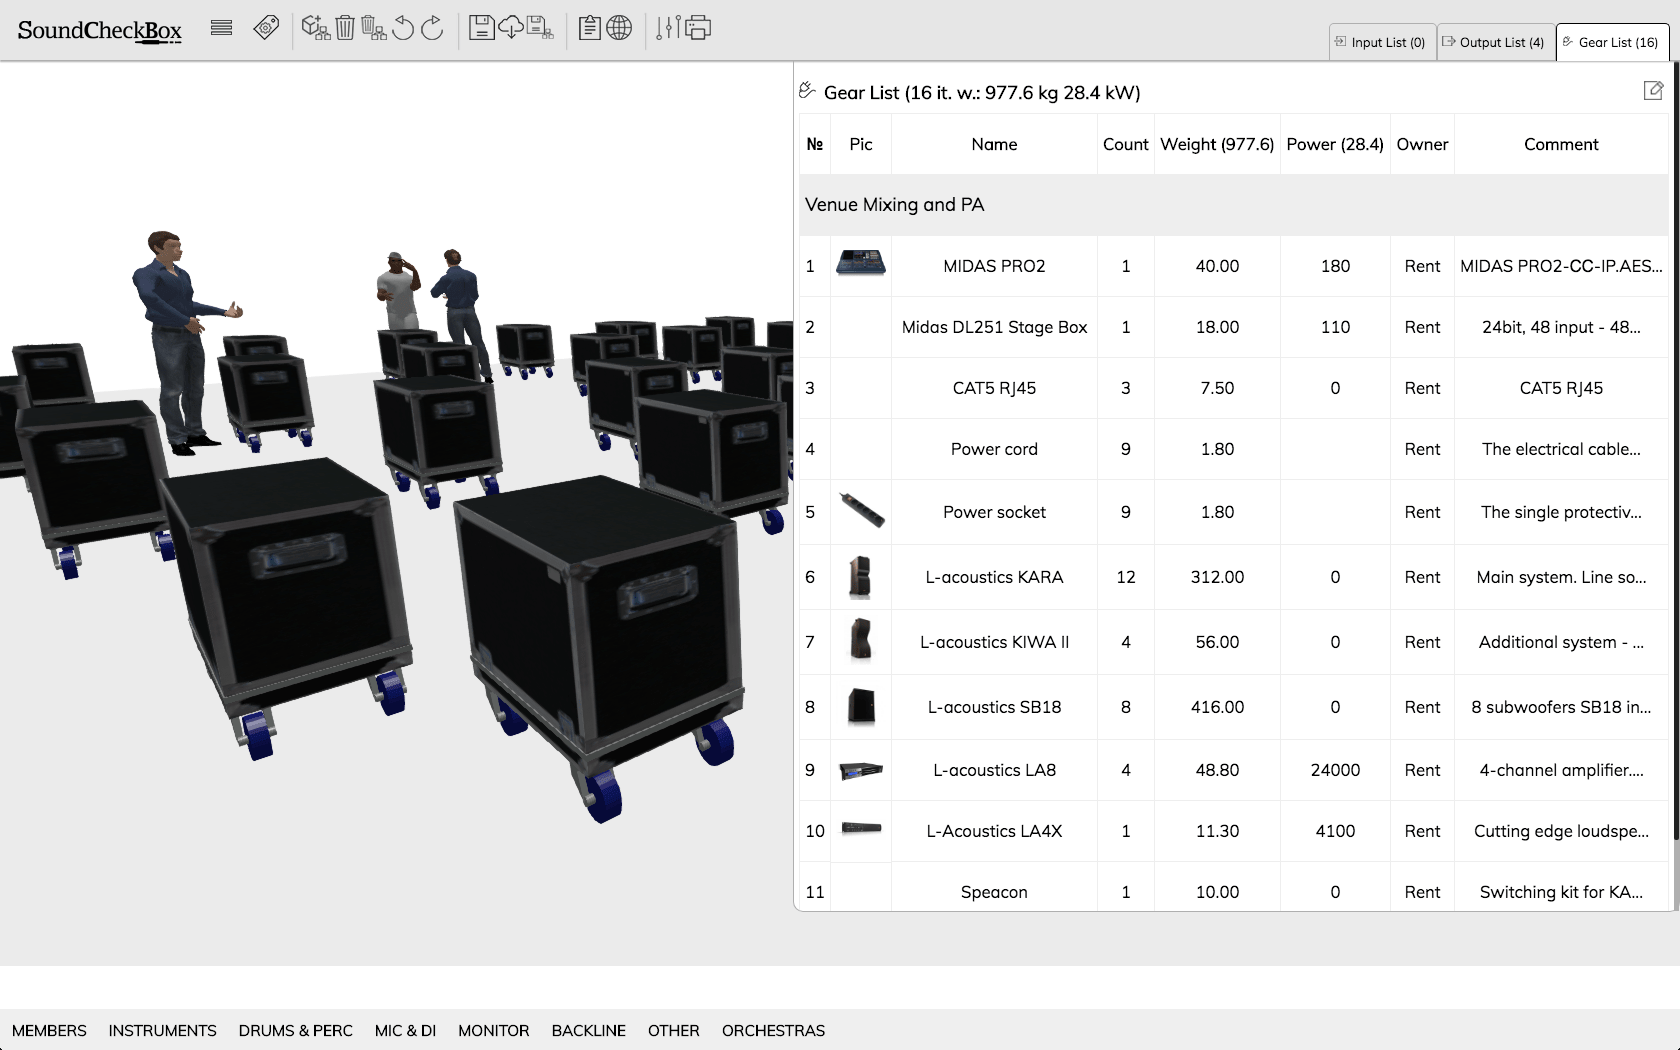 SoundCheckBox
Input List (0)
Output List (4)
Gear List (16)
Gear List (16 it. w.: 977.6 kg 28.4 kW)
№ Pic Name Count Weight (977.6) Power (28.4) Owner Comment
Venue Mixing and PA
1 MIDAS PRO2 1 40.00 180 Rent MIDAS PRO2-CC-IP.AES...
2 Midas DL251 Stage Box 1 18.00 110 Rent 24bit, 48 input - 48...
3 CAT5 RJ45 3 7.50 0 Rent CAT5 RJ45
4 Power cord 9 1.80 Rent The electrical cable...
5 Power socket 9 1.80 Rent The single protectiv...
6 L-acoustics KARA 12 312.00 0 Rent Main system. Line so...
7 L-acoustics KIWA II 4 56.00 0 Rent Additional system - ...
8 L-acoustics SB18 8 416.00 0 Rent 8 subwoofers SB18 in...
9 L-acoustics LA8 4 48.80 24000 Rent 4-channel amplifier....
10 L-Acoustics LA4X 1 11.30 4100 Rent Cutting edge loudspe...
11 Speacon 1 10.00 0 Rent Switching kit for KA...
MEMBERS INSTRUMENTS DRUMS & PERC MIC & DI MONITOR BACKLINE OTHER ORCHESTRAS